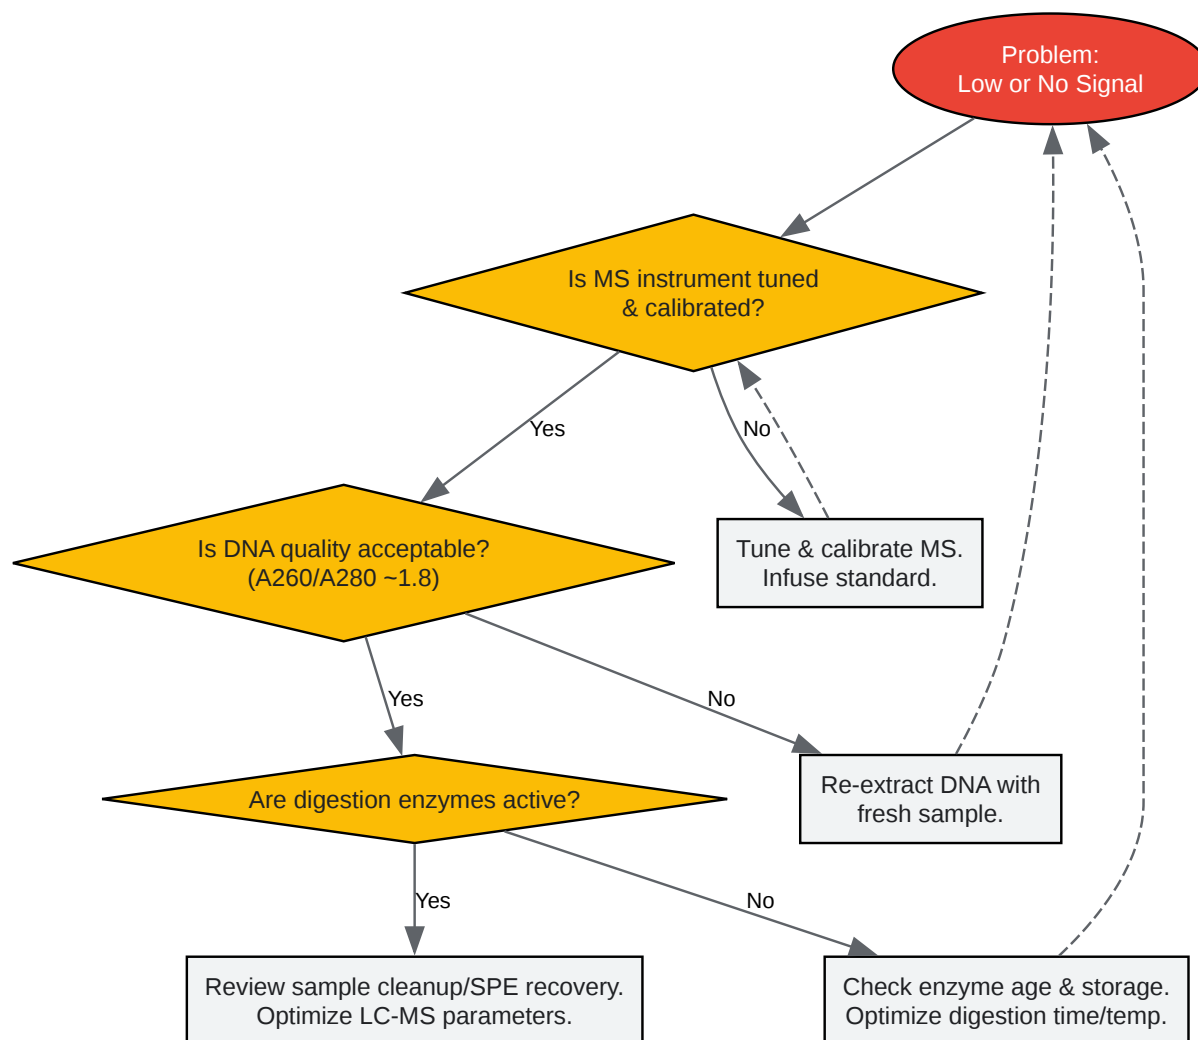 Problem:
Low or No Signal
Is MS instrument tuned
& calibrated?
Yes
No
Is DNA quality acceptable?
(A260/A280 ~1.8)
Tune & calibrate MS.
Infuse standard.
Yes
No
Are digestion enzymes active?
Re-extract DNA with
fresh sample.
Yes
No
Review sample cleanup/SPE recovery.
Optimize LC-MS parameters.
Check enzyme age & storage.
Optimize digestion time/temp.